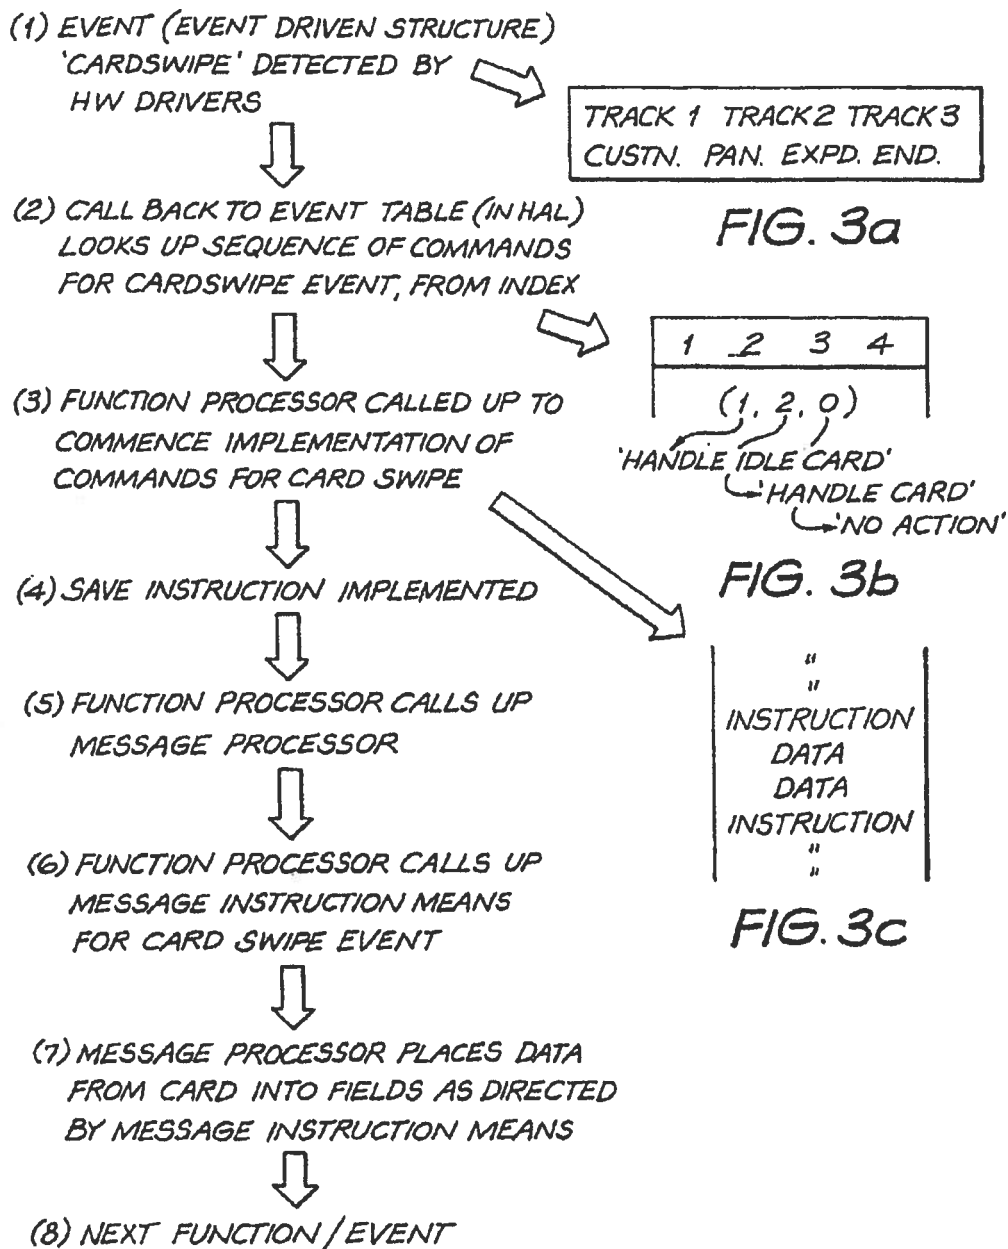 (1) EVENT (EVENT DRIVEN STRUCTURE)
'CARDSWIPE' DETECTED BY
HW DRIVERS
TRACK 1 TRACK 2 TRACK 3
CUSTN. PAN. EXPD. END.
FIG. 3a
(2) CALL BACK TO EVENT TABLE (IN HAL)
LOOKS UP SEQUENCE OF COMMANDS
FOR CARDSWIPE EVENT, FROM INDEX
1 2 3 4
(1, 2, 0)
'HANDLE IDLE CARD'
'HANDLE CARD'
'NO ACTION'
FIG. 3b
(3) FUNCTION PROCESSOR CALLED UP TO
COMMENCE IMPLEMENTATION OF
COMMANDS FOR CARD SWIPE
(4) SAVE INSTRUCTION IMPLEMENTED
(5) FUNCTION PROCESSOR CALLS UP
MESSAGE PROCESSOR
"
"
INSTRUCTION
DATA
DATA
INSTRUCTION
"
"
FIG. 3c
(6) FUNCTION PROCESSOR CALLS UP
MESSAGE INSTRUCTION MEANS
FOR CARD SWIPE EVENT
(7) MESSAGE PROCESSOR PLACES DATA
FROM CARD INTO FIELDS AS DIRECTED
BY MESSAGE INSTRUCTION MEANS
(8) NEXT FUNCTION / EVENT